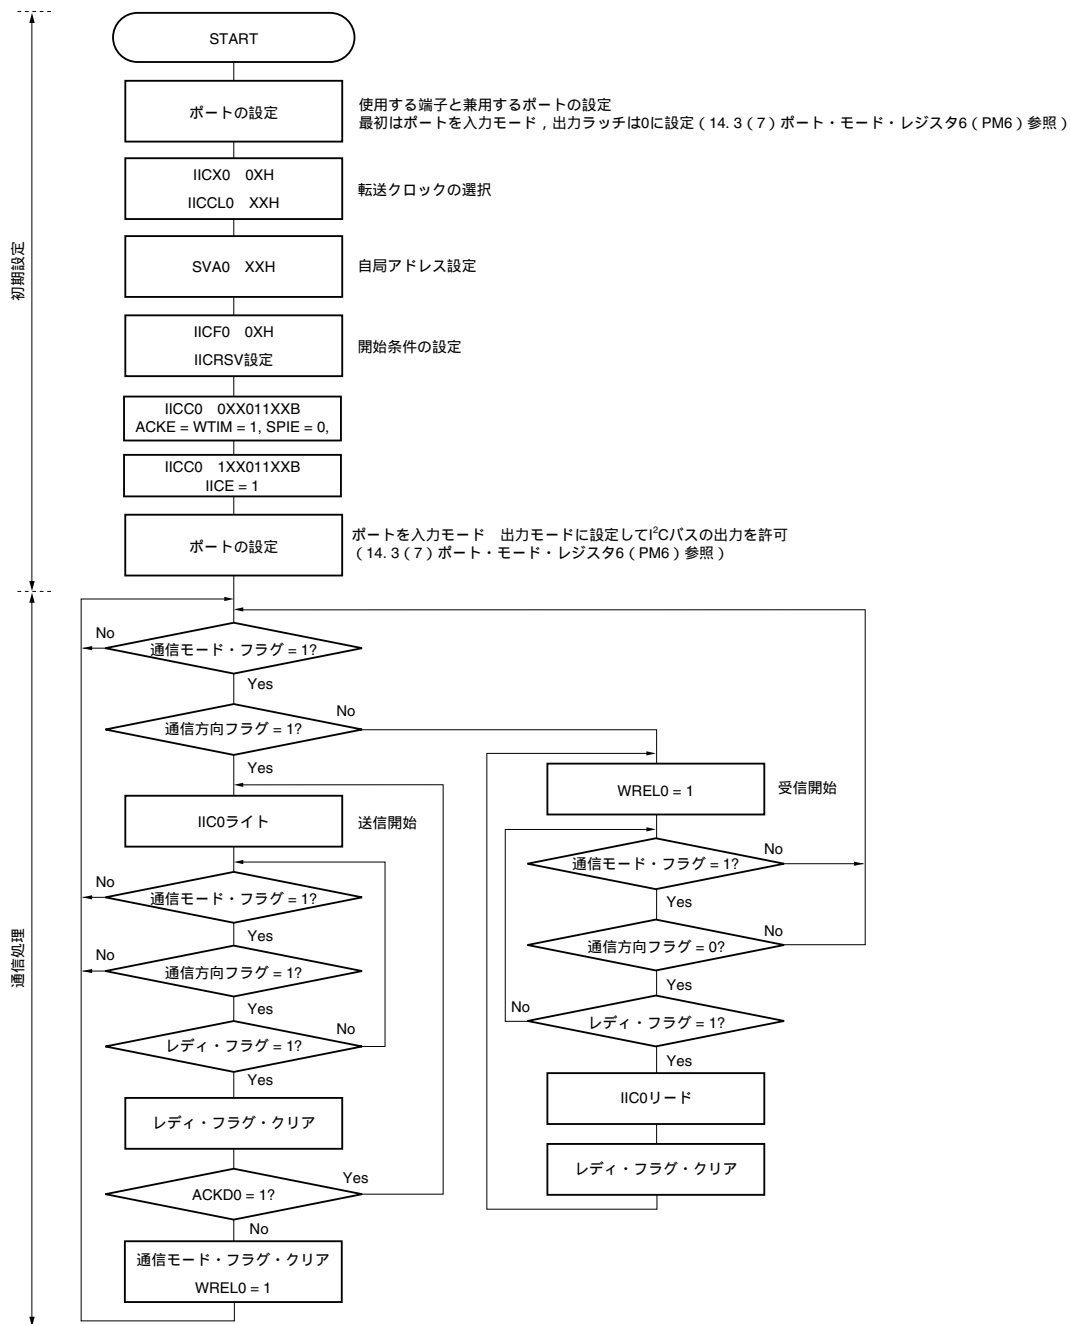 START
ポートの設定
使用する端子と兼用するポートの設定
最初はポートを入力モード，出力ラッチは0に設定（14. 3（7）ポート・モード・レジスタ6（PM6）参照）
IICX0 0XH
IICCL0 XXH
転送クロックの選択
SVA0 XXH
自局アドレス設定
IICF0 0XH
IICRSV設定
開始条件の設定
IICC0 0XX011XXB
ACKE = WTIM = 1, SPIE = 0,
IICC0 1XX011XXB
IICE = 1
ポートの設定
ポートを入力モード 出力モードに設定してI²Cバスの出力を許可
（14. 3（7）ポート・モード・レジスタ6（PM6）参照）
初期設定
通信モード・フラグ = 1?
No
Yes
通信方向フラグ = 1?
No
Yes
IIC0ライト
送信開始
通信モード・フラグ = 1?
No
Yes
通信方向フラグ = 1?
No
Yes
レディ・フラグ = 1?
No
Yes
レディ・フラグ・クリア
ACKD0 = 1?
Yes
No
通信モード・フラグ・クリア
WREL0 = 1
WREL0 = 1
受信開始
通信モード・フラグ = 1?
No
Yes
通信方向フラグ = 0?
No
Yes
レディ・フラグ = 1?
No
Yes
IIC0リード
レディ・フラグ・クリア
通信処理